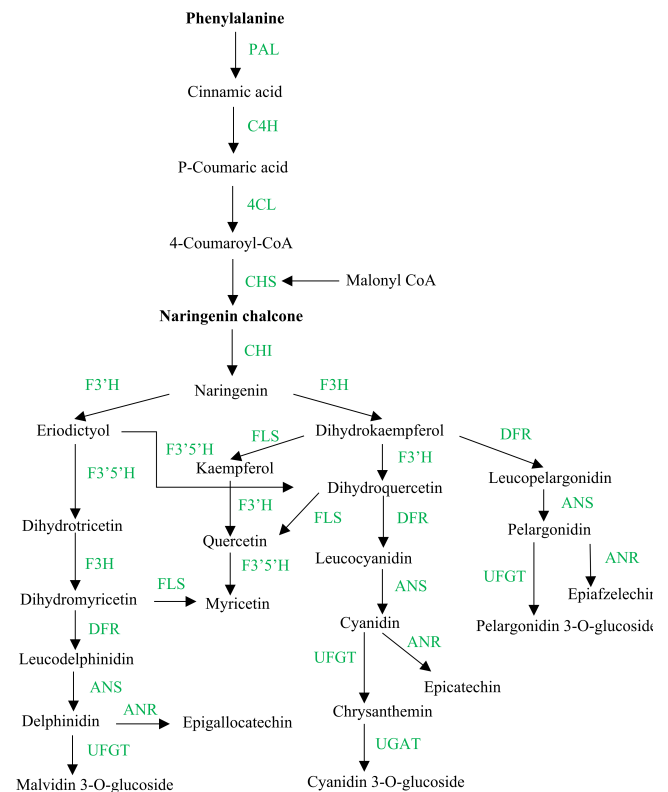 Phenylalanine
PAL
Cinnamic acid
C4H
P-Coumaric acid
4CL
4-Coumaroyl-CoA
CHS
Malonyl CoA
Naringenin chalcone
CHI
F3'H
Naringenin
F3H
Eriodictyol
F3'5'H
FLS
Dihydrokaempferol
DFR
Kaempferol
F3'H
F3'5'H
Leucopelargonidin
Dihydroquercetin
F3'H
FLS
DFR
ANS
Dihydrotricetin
Quercetin
Pelargonidin
F3H
F3'5'H
Leucocyanidin
ANR
FLS
ANS
UFGT
Dihydromyricetin
Myricetin
Epiafzelechin
DFR
Cyanidin
Pelargonidin 3-O-glucoside
UFGT
ANR
Leucodelphinidin
ANS
Epicatechin
ANR
Chrysanthemin
Delphinidin
Epigallocatechin
UFGT
UGAT
Malvidin 3-O-glucoside
Cyanidin 3-O-glucoside